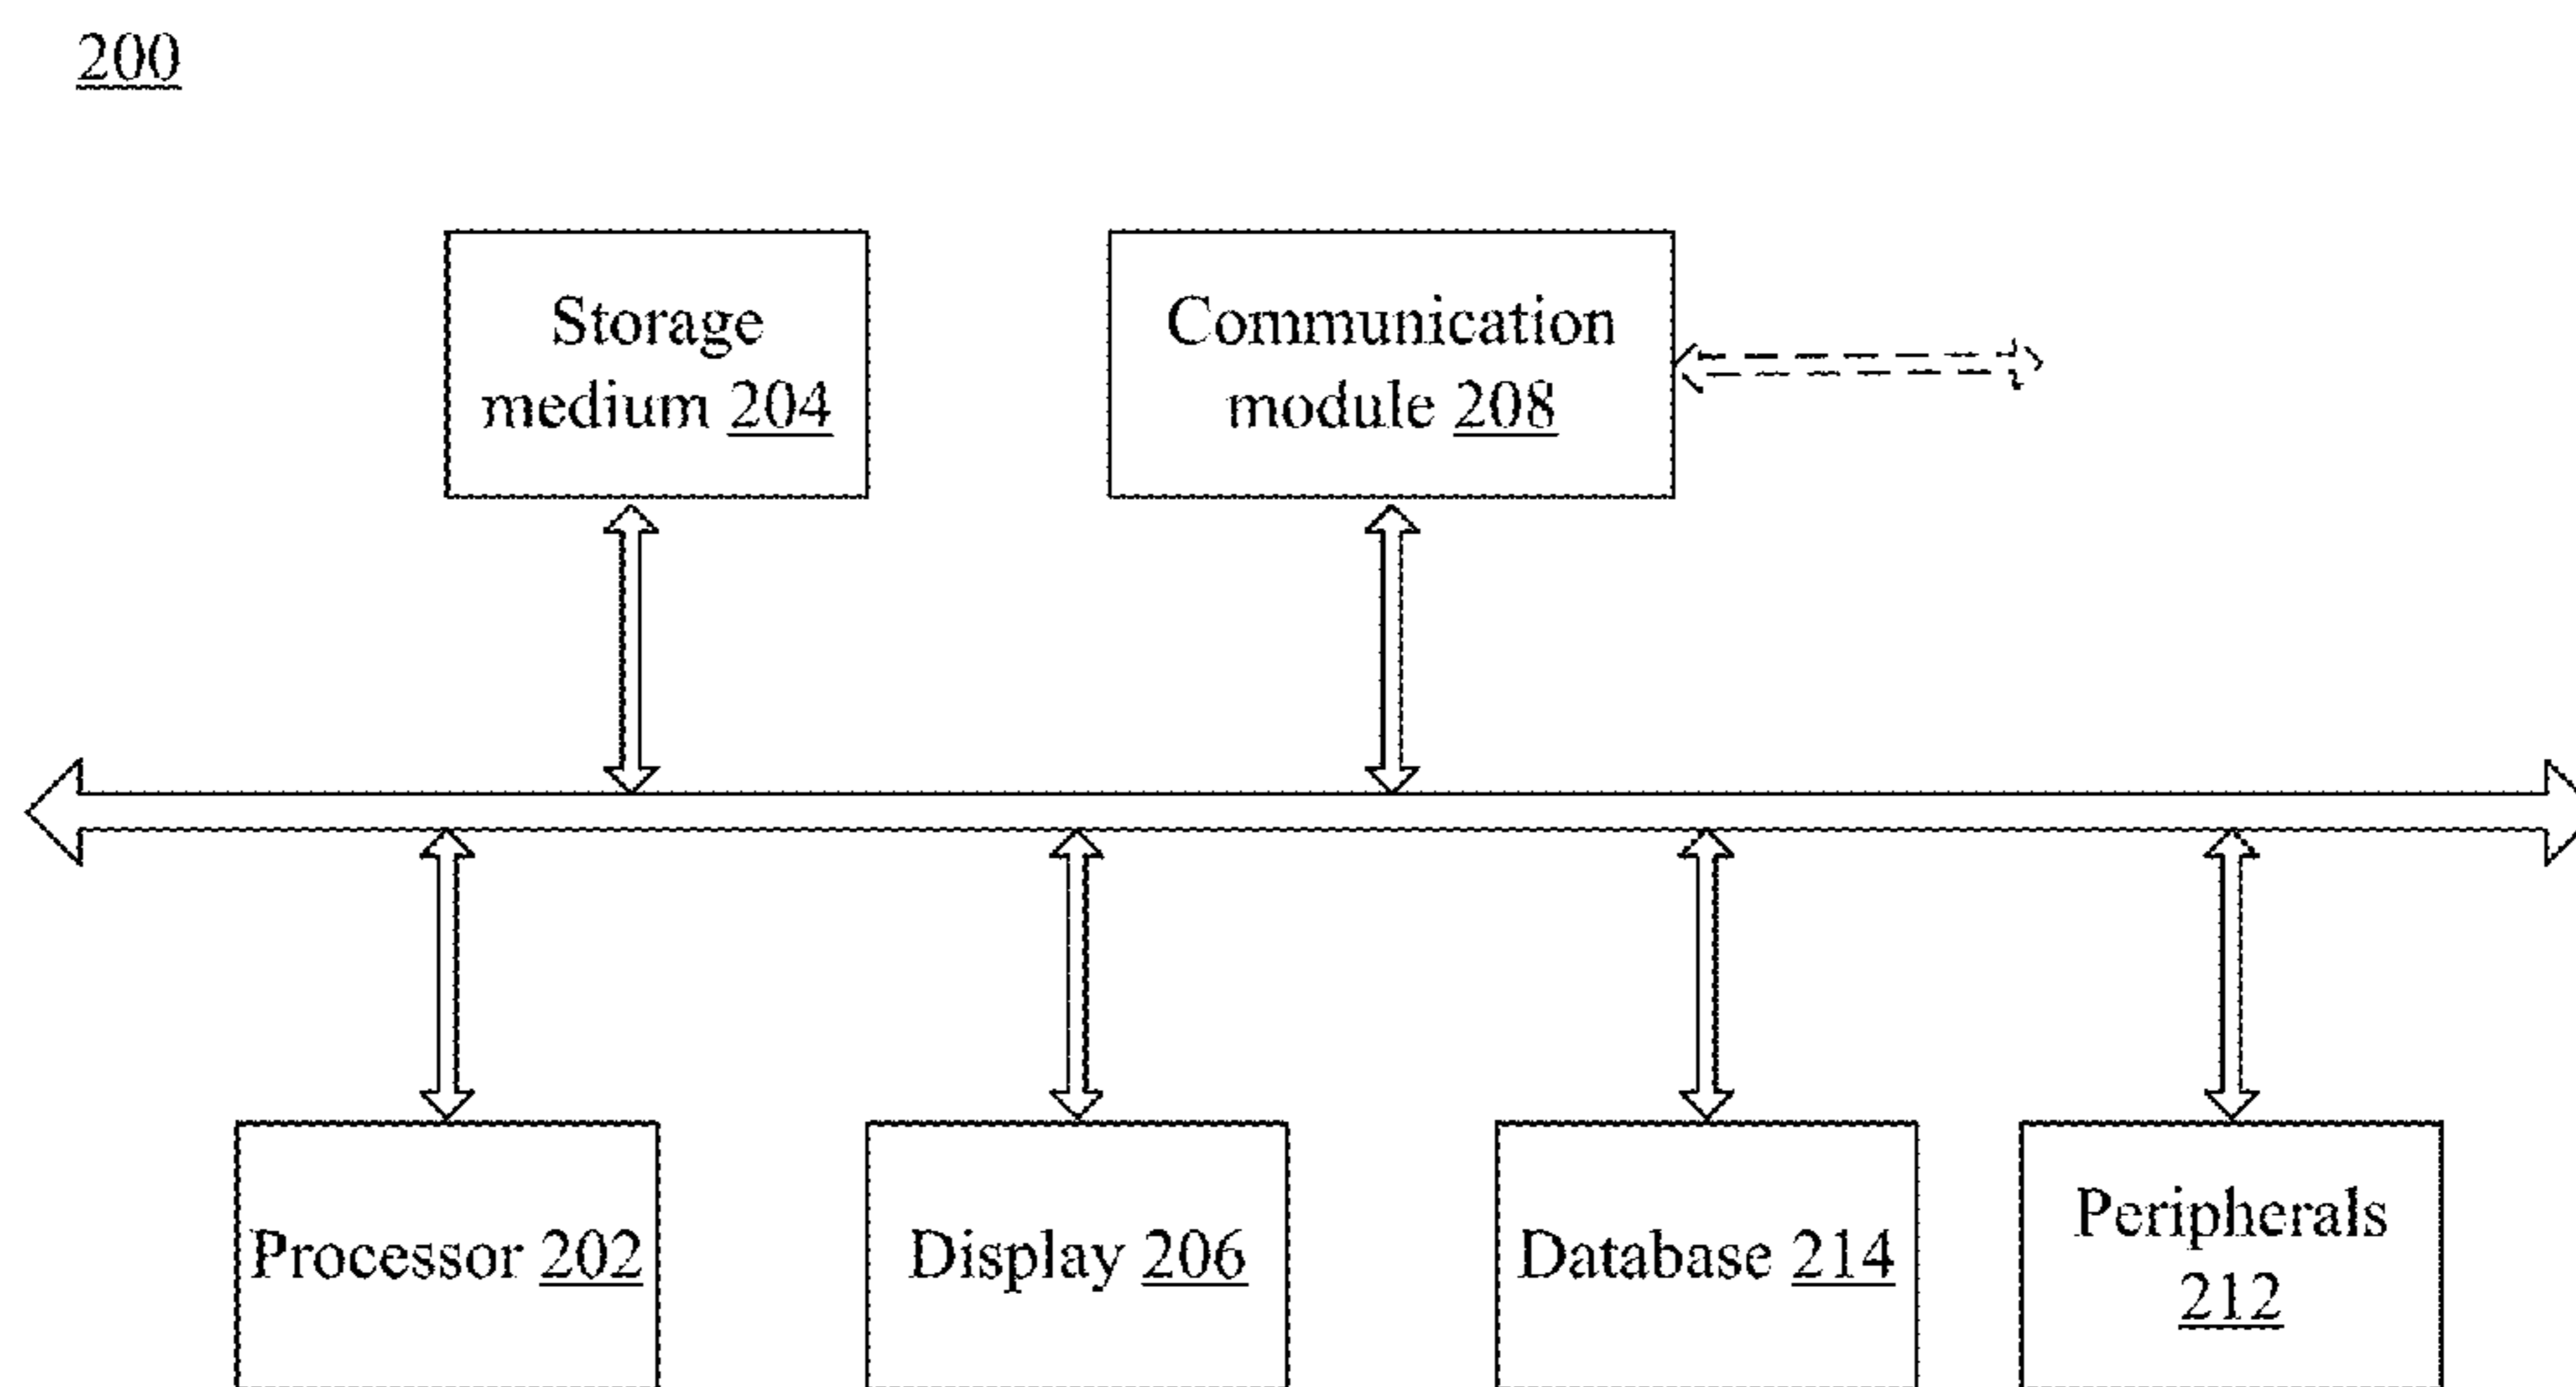 200
Storage
medium 204
Communication
module 208
Processor 202
Display 206
Database 214
Peripherals
212